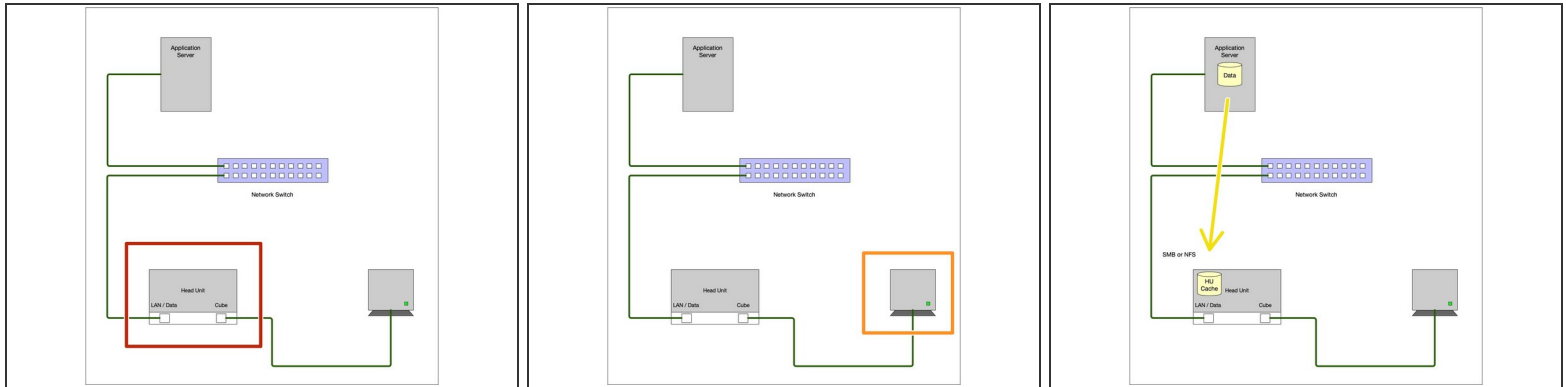 Application
Server
Network Switch
Head Unit
LAN / Data
Cube
Application
Server
Network Switch
Head Unit
LAN / Data
Cube
Application
Server
Data
Network Switch
SMB or NFS
HU
Cache
Head Unit
LAN / Data
Cube